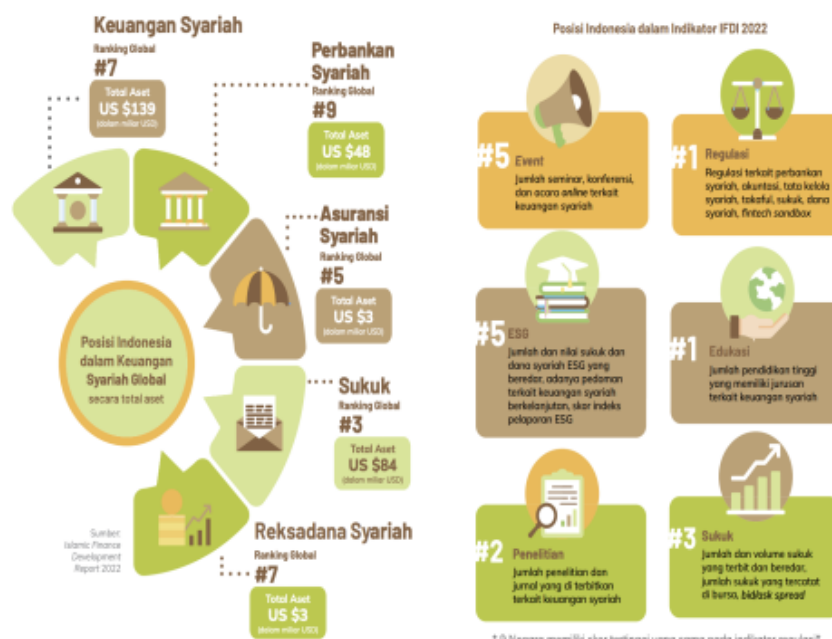 Keuangan Syariah
Ranking Global
#7
Total Aset
US $139
(dalam miliar USD)
Perbankan
Syariah
Ranking Global
#9
Total Aset
US $48
(dalam miliar USD)
Asuransi
Syariah
Ranking Global
#5
Total Aset
US $3
(dalam miliar USD)
Posisi Indonesia
dalam Keuangan
Syariah Global
secara total aset
Sukuk
Ranking Global
#3
Total Aset
US $84
(dalam miliar USD)
Sumber:
Islamic Finance
Development
Report 2022
Reksadana Syariah
Ranking Global
#7
Total Aset
US $3
(dalam miliar USD)
Posisi Indonesia dalam Indikator IFDI 2022
#5 Event
Jumlah seminar, konferensi,
dan acara online terkait
keuangan syariah
#1 Regulasi
Regulasi terkait perbankan
syariah, akuntasi, tata kelola
syariah, takaful, sukuk, dana
syariah, fintech sandbox
#5 ESG
Jumlah dan nilai sukuk dan
dana syariah ESG yang
beredar, adanya pedoman
terkait keuangan syariah
berkelanjutan, skor indeks
pelaporan ESG
#1 Edukasi
Jumlah pendidikan tinggi
yang memiliki jurusan
terkait keuangan syariah
#2 Penelitian
Jumlah penelitian dan
jurnal yang di terbitkan
terkait keuangan syariah
#3 Sukuk
Jumlah dan volume sukuk
yang terbit dan beredar,
jumlah sukuk yang tercatat
di bursa, bid/ask spread